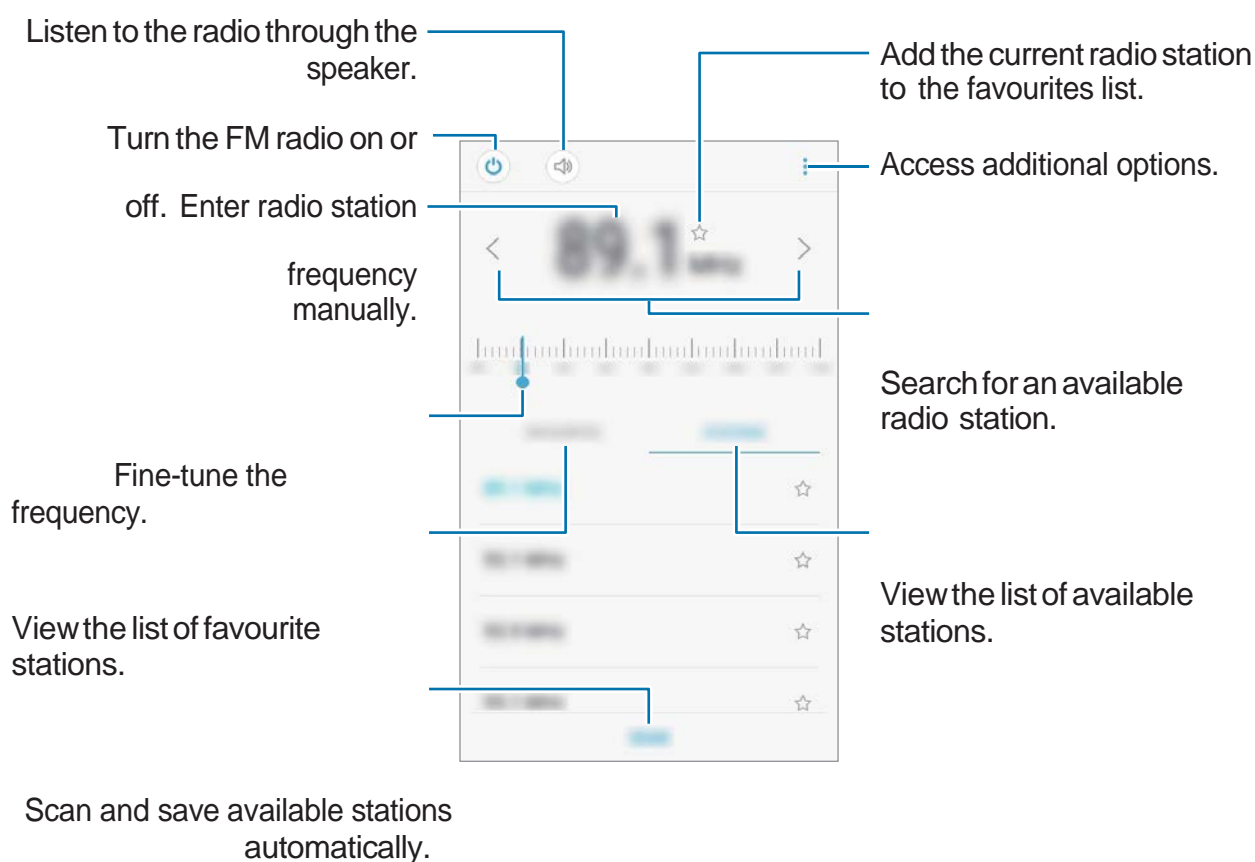 Listen to the radio through the
speaker.
Turn the FM radio on or
off. Enter radio station
frequency
manually.
Fine-tune the
frequency.
View the list of favourite
stations.
Scan and save available stations
automatically.
89.1 MHz
Add the current radio station
to the favourites list.
Access additional options.
Search for an available
radio station.
View the list of available
stations.